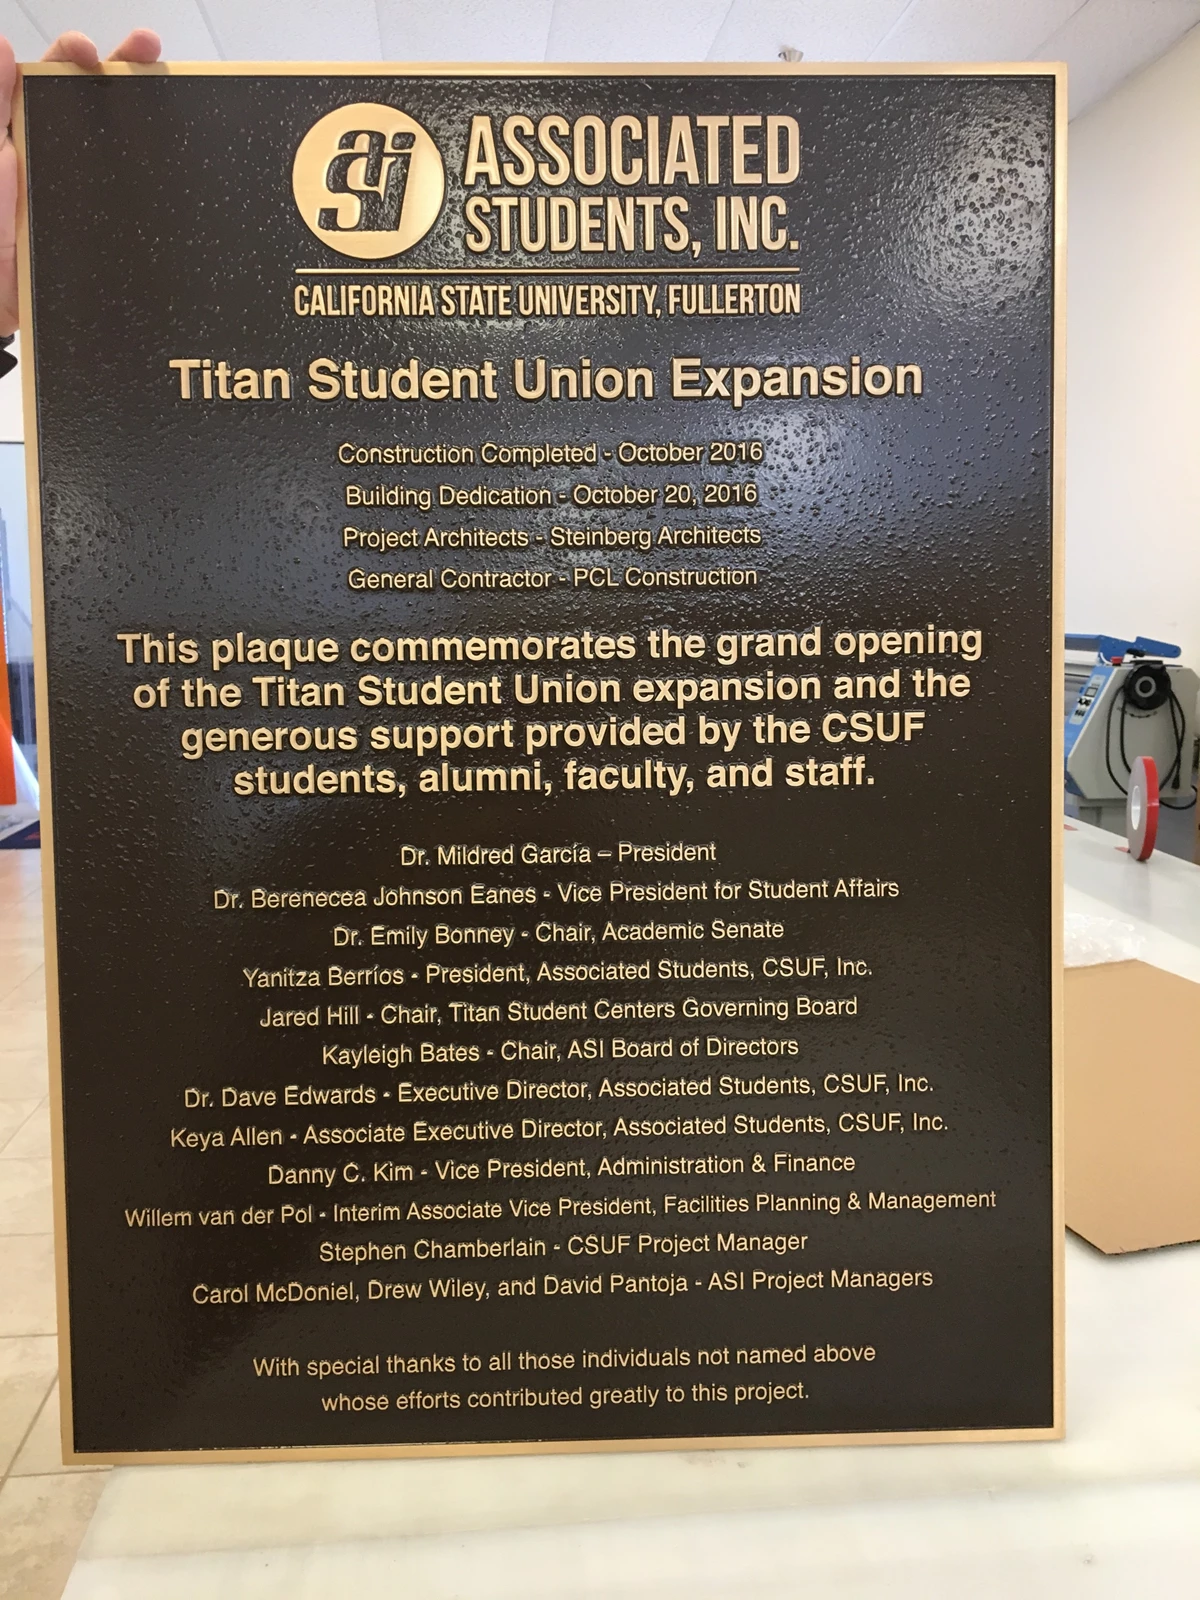 asi
ASSOCIATED
STUDENTS, INC.
CALIFORNIA STATE UNIVERSITY, FULLERTON
Titan Student Union Expansion
Construction Completed - October 2016
Building Dedication - October 20, 2016
Project Architects - Steinberg Architects
General Contractor - PCL Construction
This plaque commemorates the grand opening
of the Titan Student Union expansion and the
generous support provided by the CSUF
students, alumni, faculty, and staff.
Dr. Mildred García – President
Dr. Berenecea Johnson Eanes - Vice President for Student Affairs
Dr. Emily Bonney - Chair, Academic Senate
Yanitza Berríos - President, Associated Students, CSUF, Inc.
Jared Hill - Chair, Titan Student Centers Governing Board
Kayleigh Bates - Chair, ASI Board of Directors
Dr. Dave Edwards - Executive Director, Associated Students, CSUF, Inc.
Keya Allen - Associate Executive Director, Associated Students, CSUF, Inc.
Danny C. Kim - Vice President, Administration & Finance
Willem van der Pol - Interim Associate Vice President, Facilities Planning & Management
Stephen Chamberlain - CSUF Project Manager
Carol McDoniel, Drew Wiley, and David Pantoja - ASI Project Managers
With special thanks to all those individuals not named above
whose efforts contributed greatly to this project.